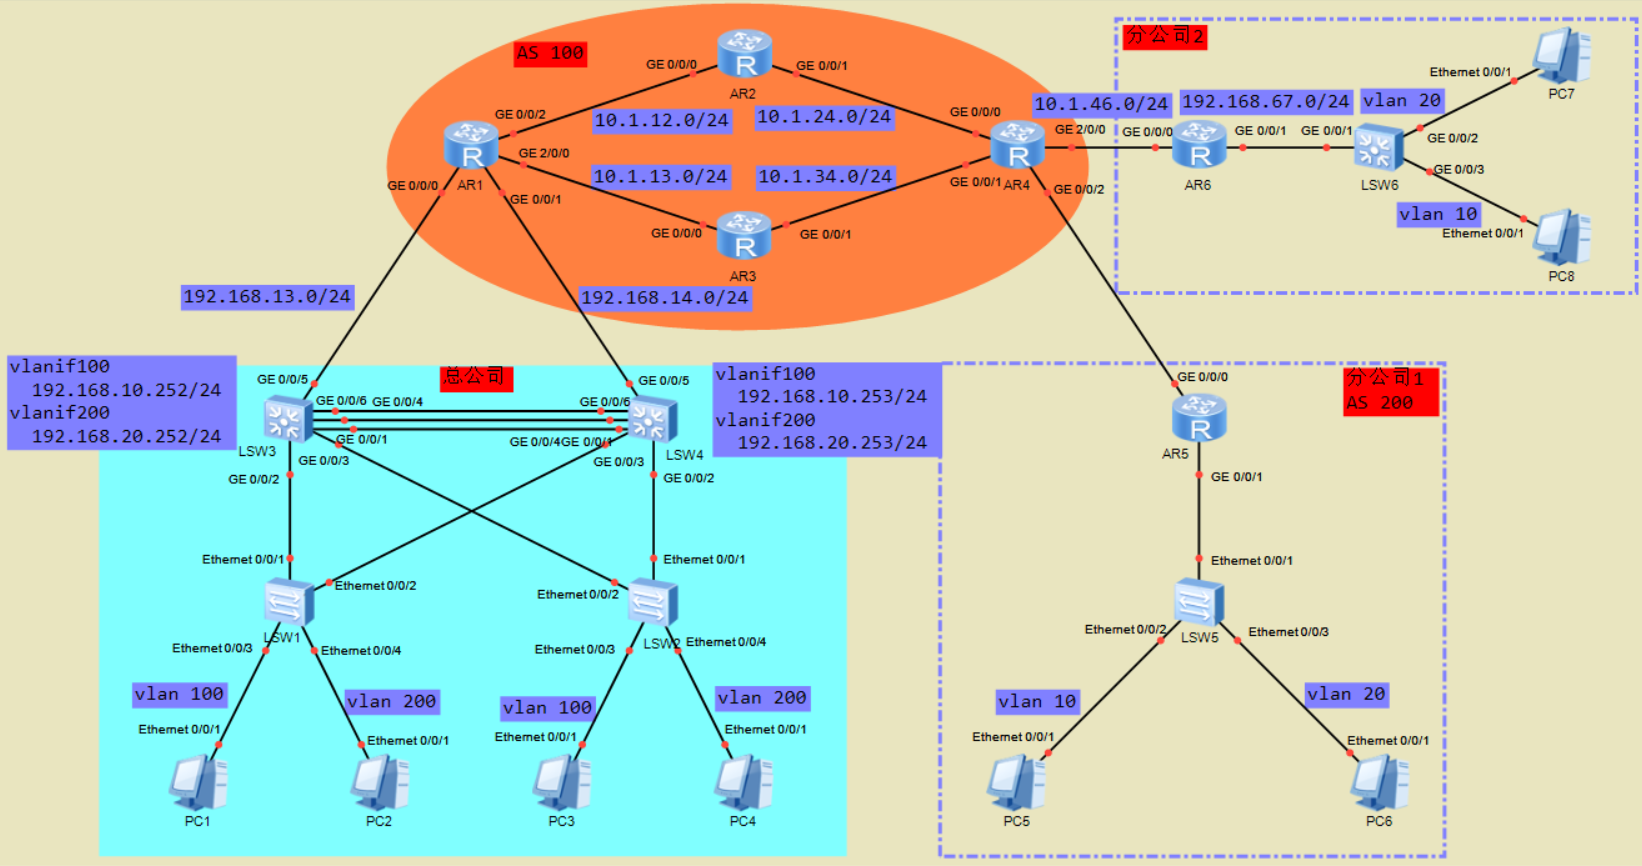 AS 100
GE 0/0/0
R
AR2
GE 0/0/1
GE 0/0/2
10.1.12.0/24
10.1.24.0/24
GE 0/0/0
R
AR1
GE 2/0/0
GE 0/0/0
GE 0/0/1
10.1.13.0/24
10.1.34.0/24
R
AR4
GE 0/0/1
GE 2/0/0
GE 0/0/2
GE 0/0/0
R
AR3
GE 0/0/1
分公司2
10.1.46.0/24
192.168.67.0/24
vlan 20
Ethernet 0/0/1
PC7
GE 0/0/0
R
AR6
GE 0/0/1
GE 0/0/1
LSW6
GE 0/0/2
GE 0/0/3
vlan 10
Ethernet 0/0/1
PC8
192.168.13.0/24
192.168.14.0/24
vlanif100
192.168.10.252/24
vlanif200
192.168.20.252/24
总公司
vlanif100
192.168.10.253/24
vlanif200
192.168.20.253/24
GE 0/0/5
GE 0/0/6
GE 0/0/4
GE 0/0/6
GE 0/0/5
LSW3
GE 0/0/1
GE 0/0/3
GE 0/0/2
GE 0/0/4
GE 0/0/1
GE 0/0/3
LSW4
GE 0/0/2
Ethernet 0/0/1
Ethernet 0/0/2
LSW1
Ethernet 0/0/3
Ethernet 0/0/4
Ethernet 0/0/1
Ethernet 0/0/2
LSW2
Ethernet 0/0/3
Ethernet 0/0/4
vlan 100
vlan 200
vlan 100
vlan 200
Ethernet 0/0/1
Ethernet 0/0/1
Ethernet 0/0/1
Ethernet 0/0/1
PC1
PC2
PC3
PC4
分公司1
AS 200
GE 0/0/0
R
AR5
GE 0/0/1
Ethernet 0/0/1
Ethernet 0/0/2
LSW5
Ethernet 0/0/3
vlan 10
vlan 20
Ethernet 0/0/1
Ethernet 0/0/1
PC5
PC6